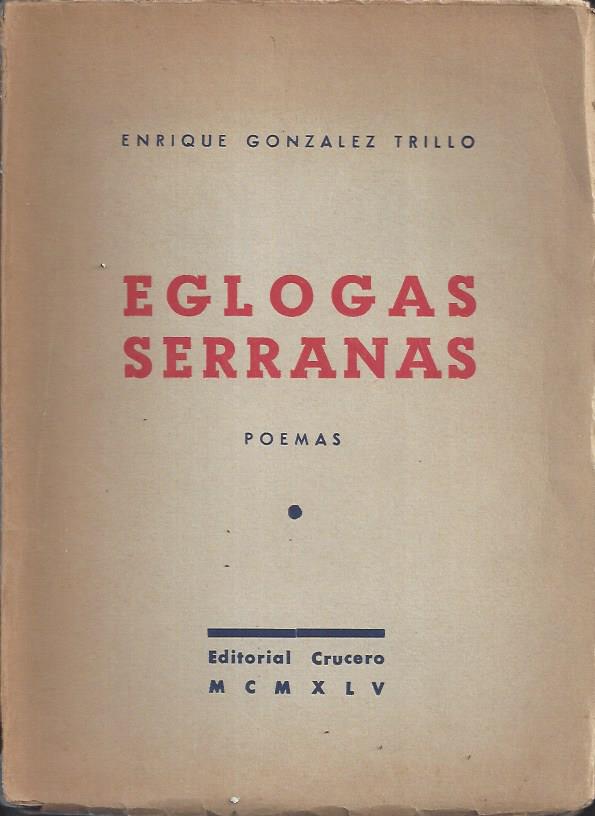 ENRIQUE GONZALEZ TRILLO
EGLOGAS
SERRANAS
POEMAS
Editorial Crucero
MCMXLV